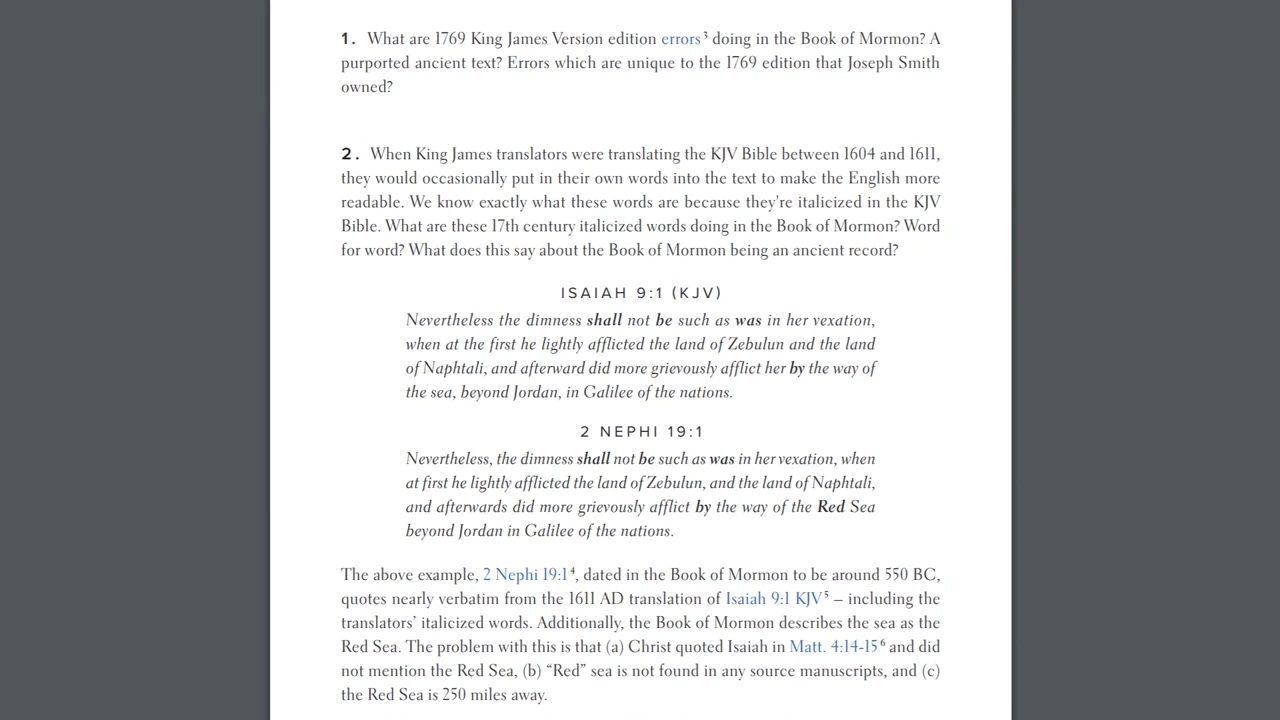 1. What are 1769 King James Version edition errors³ doing in the Book of Mormon? A
purported ancient text? Errors which are unique to the 1769 edition that Joseph Smith
owned?
2. When King James translators were translating the KJV Bible between 1604 and 1611,
they would occasionally put in their own words into the text to make the English more
readable. We know exactly what these words are because they're italicized in the KJV
Bible. What are these 17th century italicized words doing in the Book of Mormon? Word
for word? What does this say about the Book of Mormon being an ancient record?
ISAIAH 9:1 (KJV)
Nevertheless the dimness shall not be such as was in her vexation,
when at the first he lightly afflicted the land of Zebulun and the land
of Naphtali, and afterward did more grievously afflict her by the way of
the sea, beyond Jordan, in Galilee of the nations.
2 NEPHI 19:1
Nevertheless, the dimness shall not be such as was in her vexation, when
at first he lightly afflicted the land of Zebulun, and the land of Naphtali,
and afterwards did more grievously afflict by the way of the Red Sea
beyond Jordan in Galilee of the nations.
The above example, 2 Nephi 19:1⁴, dated in the Book of Mormon to be around 550 BC,
quotes nearly verbatim from the 1611 AD translation of Isaiah 9:1 KJV⁵ – including the
translators' italicized words. Additionally, the Book of Mormon describes the sea as the
Red Sea. The problem with this is that (a) Christ quoted Isaiah in Matt. 4:14-15⁶ and did
not mention the Red Sea, (b) “Red” sea is not found in any source manuscripts, and (c)
the Red Sea is 250 miles away.